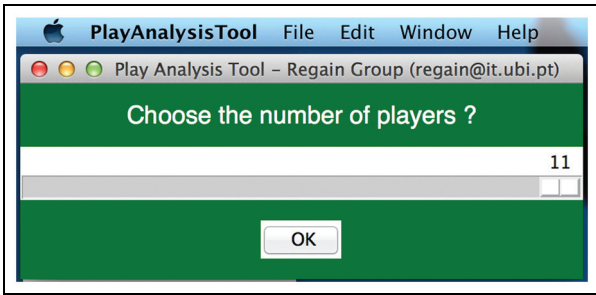 PlayAnalysisTool File Edit Window Help
Play Analysis Tool – Regain Group (regain@it.ubi.pt)
Choose the number of players ?
11
OK